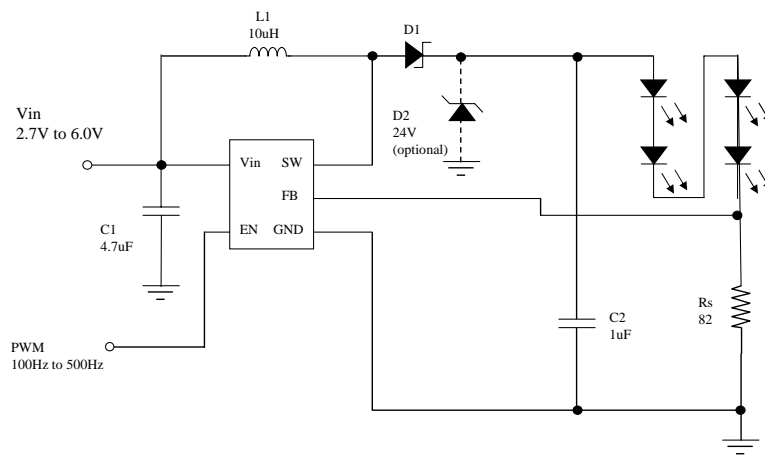 L1
10uH
D1
Vin
2.7V to 6.0V
D2
24V
(optional)
Vin
SW
FB
EN
GND
C1
4.7uF
Rs
82
C2
1uF
PWM
100Hz to 500Hz